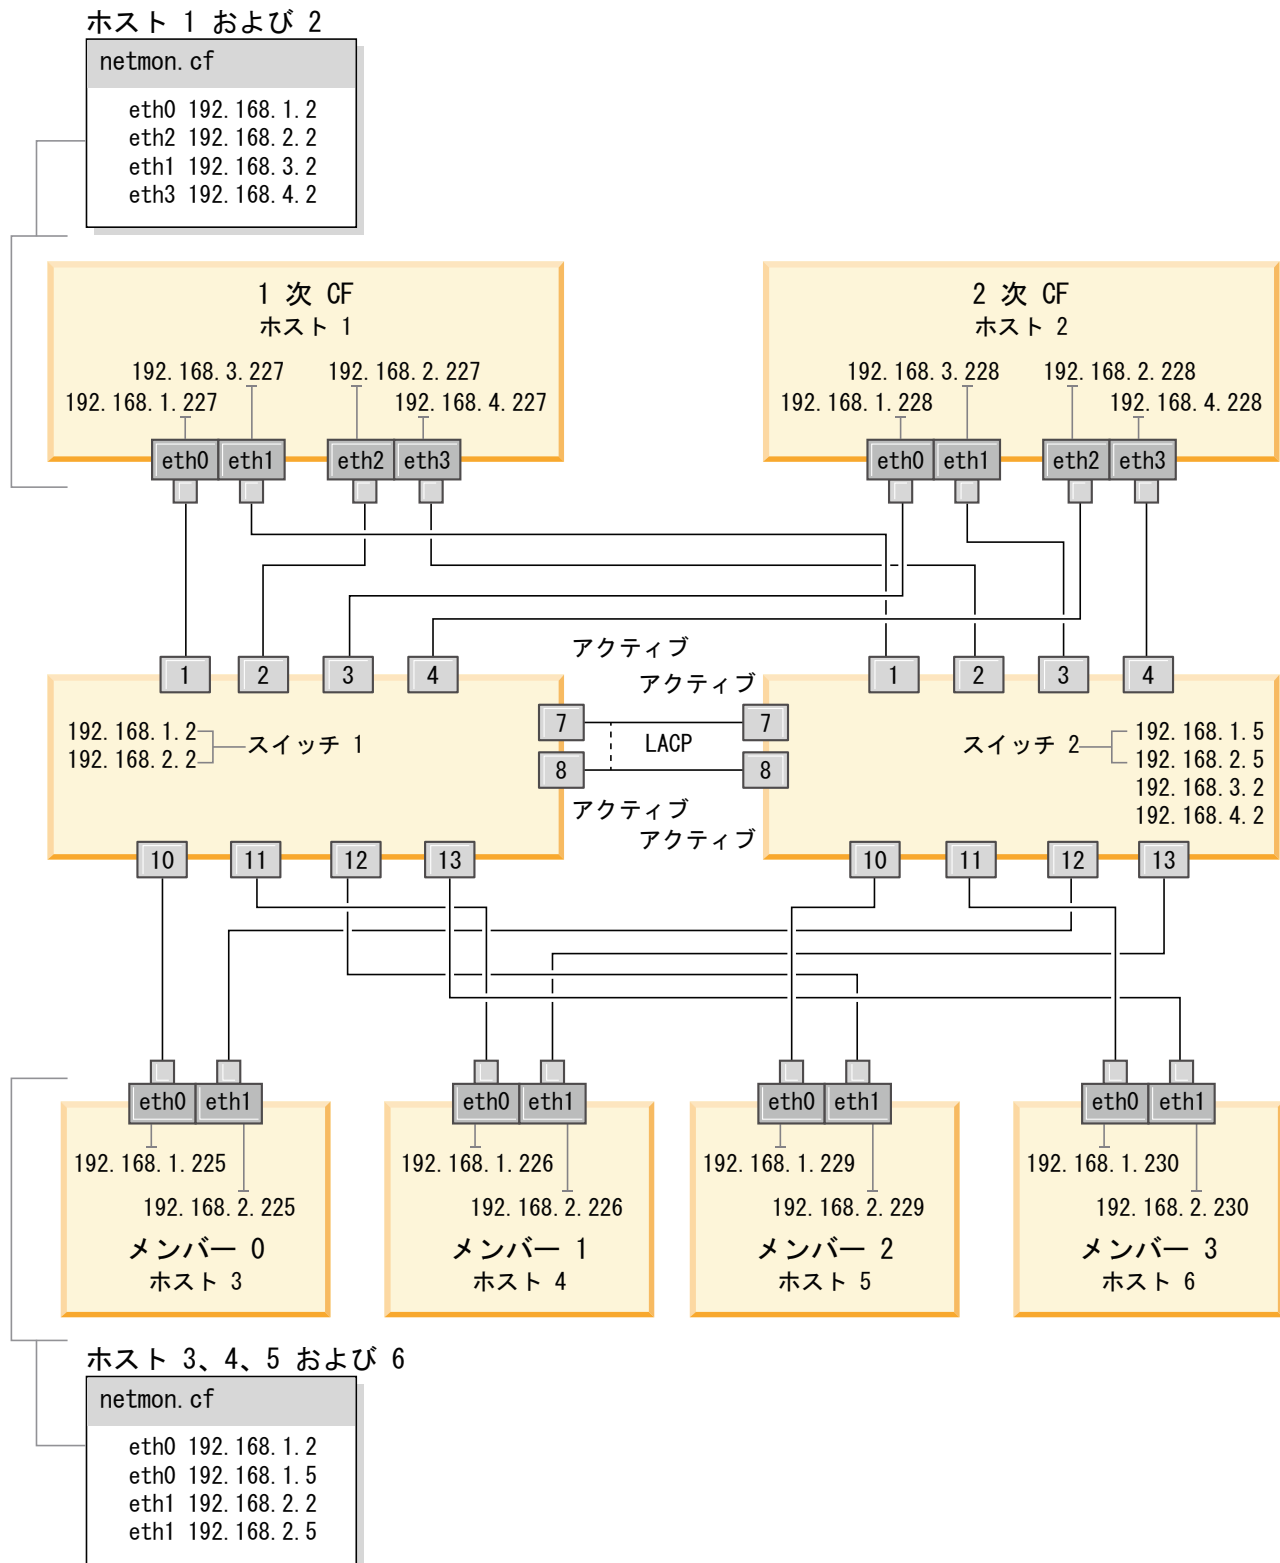 ホスト 1 および 2
netmon.cf
eth0 192.168.1.2
eth2 192.168.2.2
eth1 192.168.3.2
eth3 192.168.4.2
1 次 CF
ホスト 1
192.168.3.227
192.168.2.227
192.168.1.227
192.168.4.227
eth0
eth1
eth2
eth3
2 次 CF
ホスト 2
192.168.3.228
192.168.2.228
192.168.1.228
192.168.4.228
eth0
eth1
eth2
eth3
アクティブ
アクティブ
1
2
3
4
192.168.1.2
192.168.2.2
スイッチ 1
7
8
10
11
12
13
LACP
アクティブ
アクティブ
1
2
3
4
7
8
スイッチ 2
192.168.1.5
192.168.2.5
192.168.3.2
192.168.4.2
10
11
12
13
eth0
eth1
192.168.1.225
192.168.2.225
メンバー 0
ホスト 3
eth0
eth1
192.168.1.226
192.168.2.226
メンバー 1
ホスト 4
eth0
eth1
192.168.1.229
192.168.2.229
メンバー 2
ホスト 5
eth0
eth1
192.168.1.230
192.168.2.230
メンバー 3
ホスト 6
ホスト 3、4、5 および 6
netmon.cf
eth0 192.168.1.2
eth0 192.168.1.5
eth1 192.168.2.2
eth1 192.168.2.5